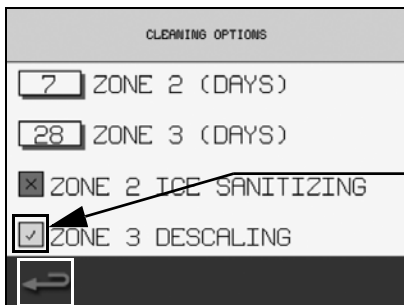 CLEANING OPTIONS
7 ZONE 2 (DAYS)
28 ZONE 3 (DAYS)
ZONE 2 ICE SANITIZING
ZONE 3 DESCALING